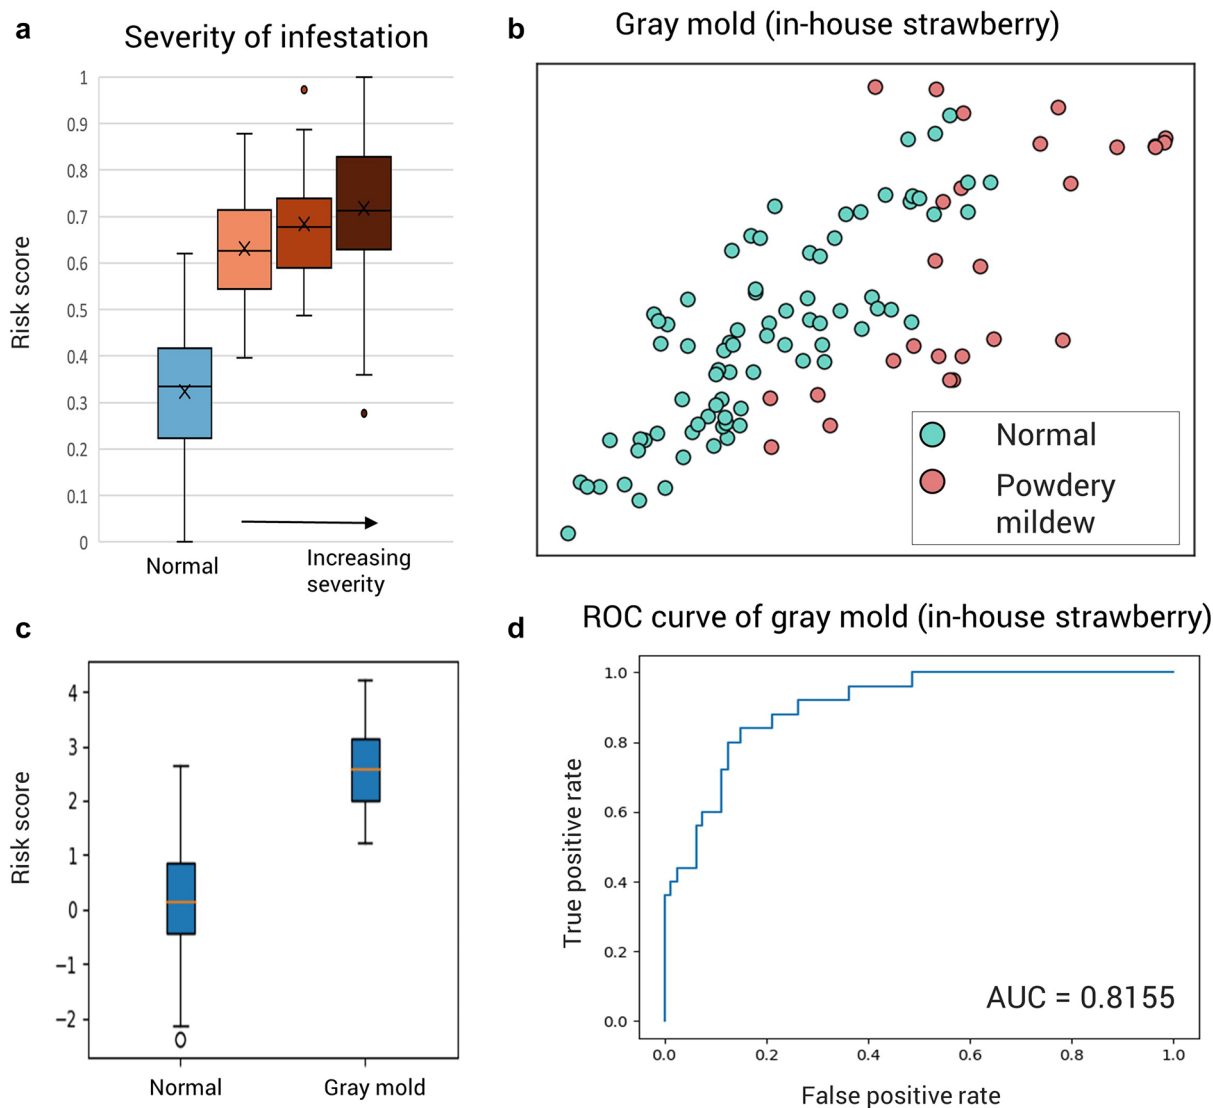 a
Severity of infestation
1
0.9
0.8
0.7
0.6
0.5
0.4
0.3
0.2
0.1
0
Risk score
Normal
Increasing
severity
b
Gray mold (in-house strawberry)
Normal
Powdery
mildew
c
4
3
2
1
0
−1
−2
Risk score
Normal
Gray mold
d
ROC curve of gray mold (in-house strawberry)
1.0
0.8
0.6
0.4
0.2
0.0
True positive rate
AUC = 0.8155
0.0
0.2
0.4
0.6
0.8
1.0
False positive rate